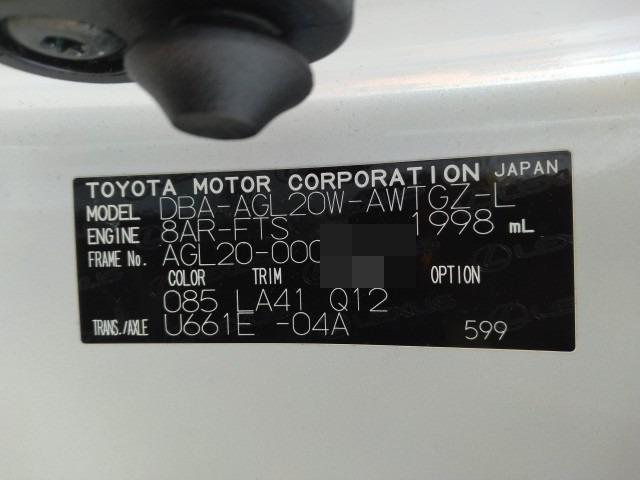 TOYOTA MOTOR CORPORATION JAPAN
MODEL DBA-AGL20W-AWTGZ-L
ENGINE 8AR-FTS 1998 mL
FRAME No. AGL20-000
COLOR TRIM OPTION
085 LA41 Q12
TRANS./AXLE U661E -04A 599